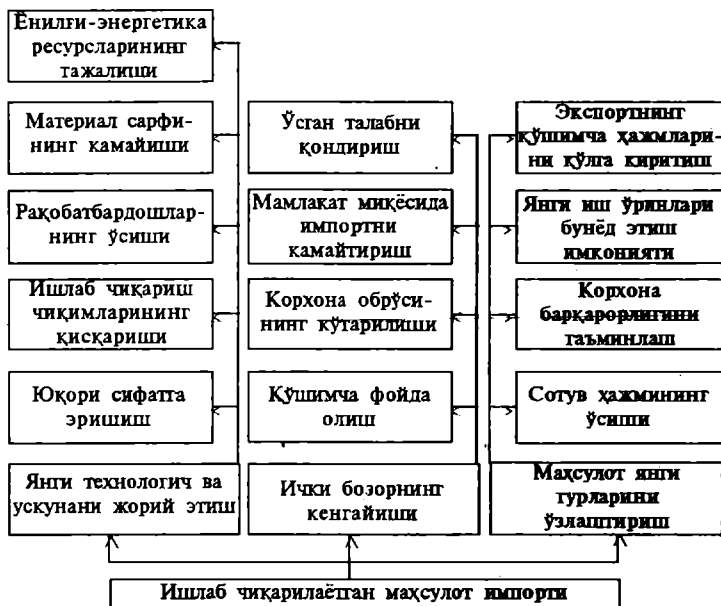 Ёнилғи-энергетика
ресурсларининг
тажалиши
Материал сарфи-
нинг камайиши
Рақобатбардошлар-
нинг ўсиши
Ишлаб чиқариш
чиқимларининг
қисқариши
Юқори сифатга
эришиш
Янги технологич ва
ускунани жорий этиш
Ўсган талабни
қондириш
Мамлакат миқёсида
импортни
камайтириш
Корхона обрўси-
нинг кўтарилиши
Қўшимча фойда
олиш
Ички бозорнинг
кенгайиши
Экспортнинг
қўшимча ҳажмлари-
ни қўлга киритиш
Янги иш ўринлари
бунёд этиш
имконияти
Корхона
барқарорлигини
таъминлаш
Сотув ҳажмининг
ўсиши
Маҳсулот янги
турларини
ўзлаштириш
Ишлаб чиқарилаётган маҳсулот импорти